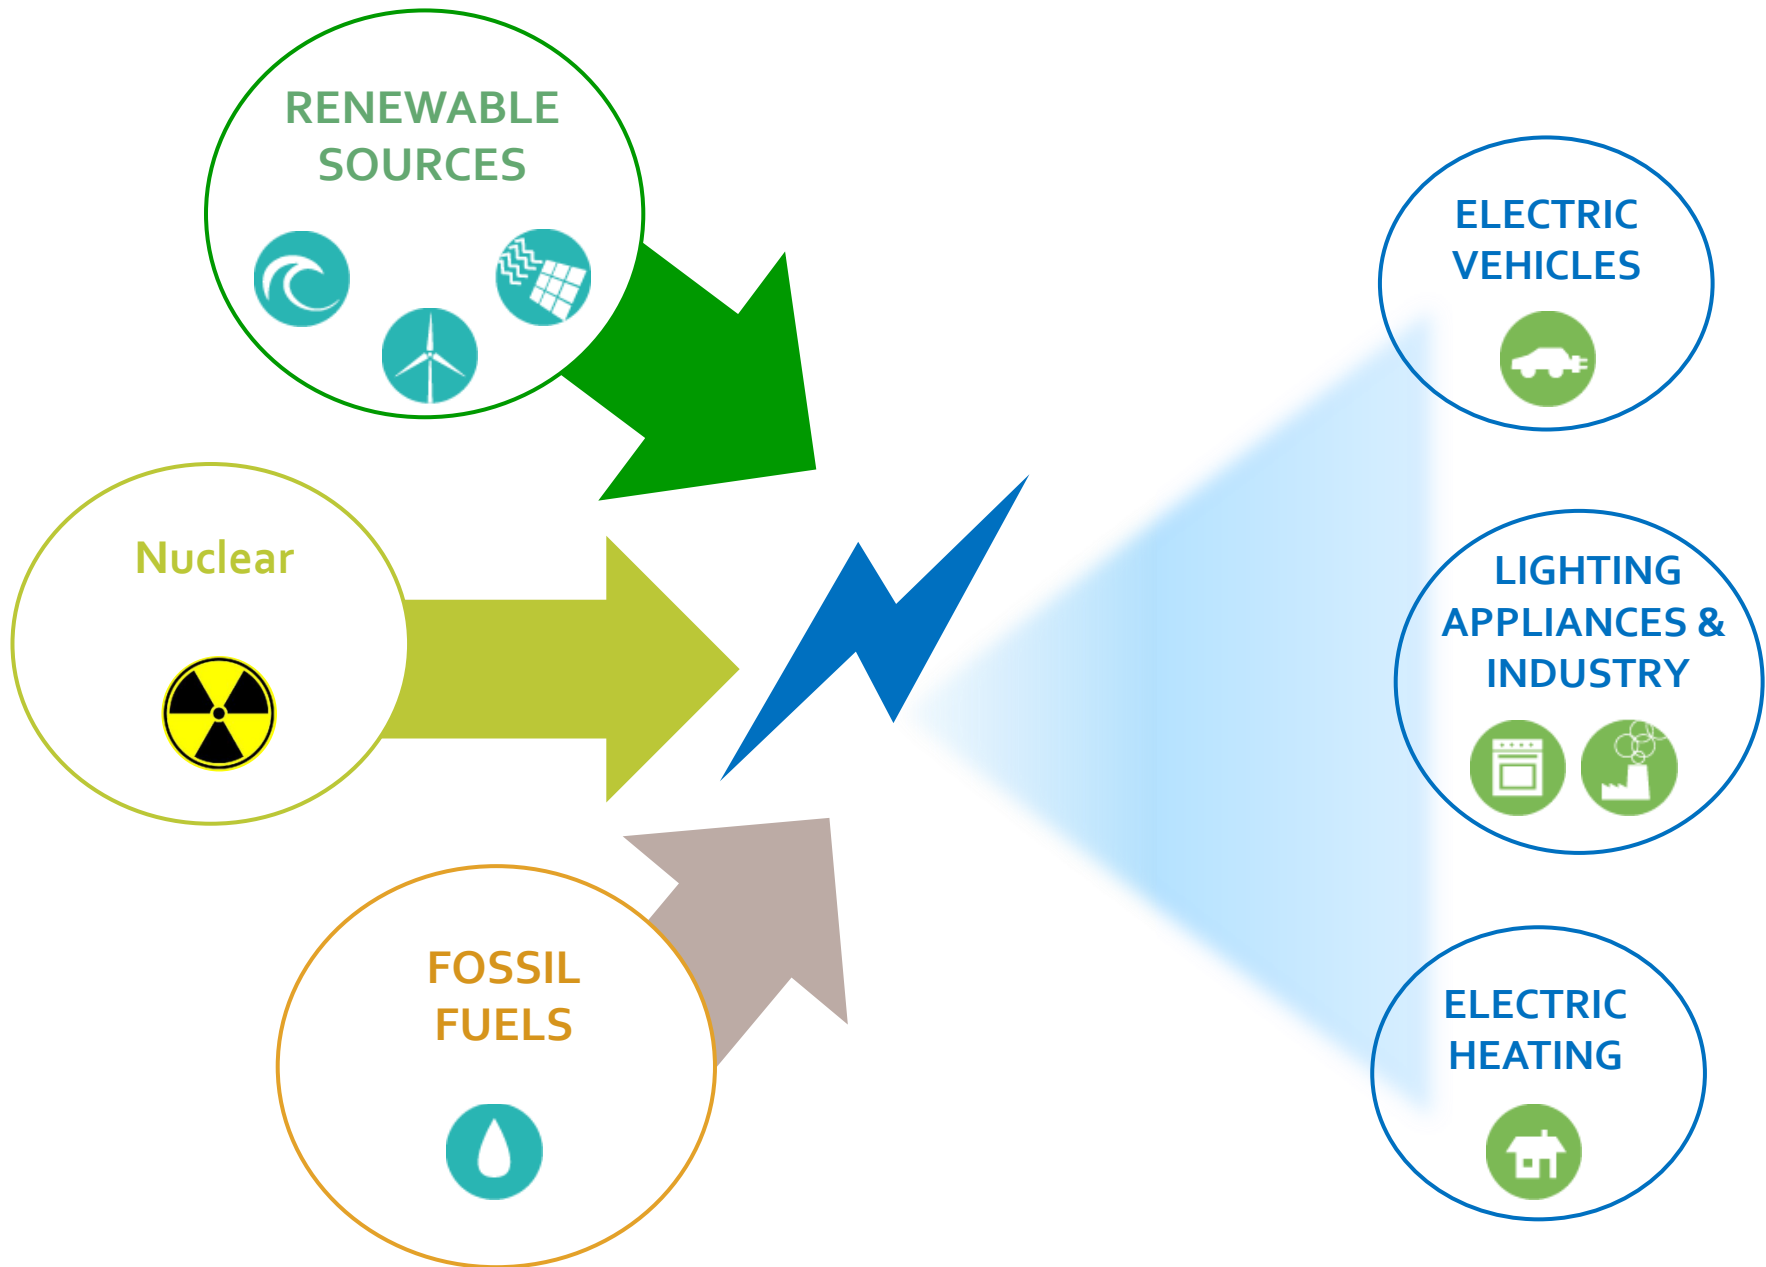 RENEWABLE
SOURCES
Nuclear
FOSSIL
FUELS
ELECTRIC
VEHICLES
LIGHTING
APPLIANCES &
INDUSTRY
ELECTRIC
HEATING